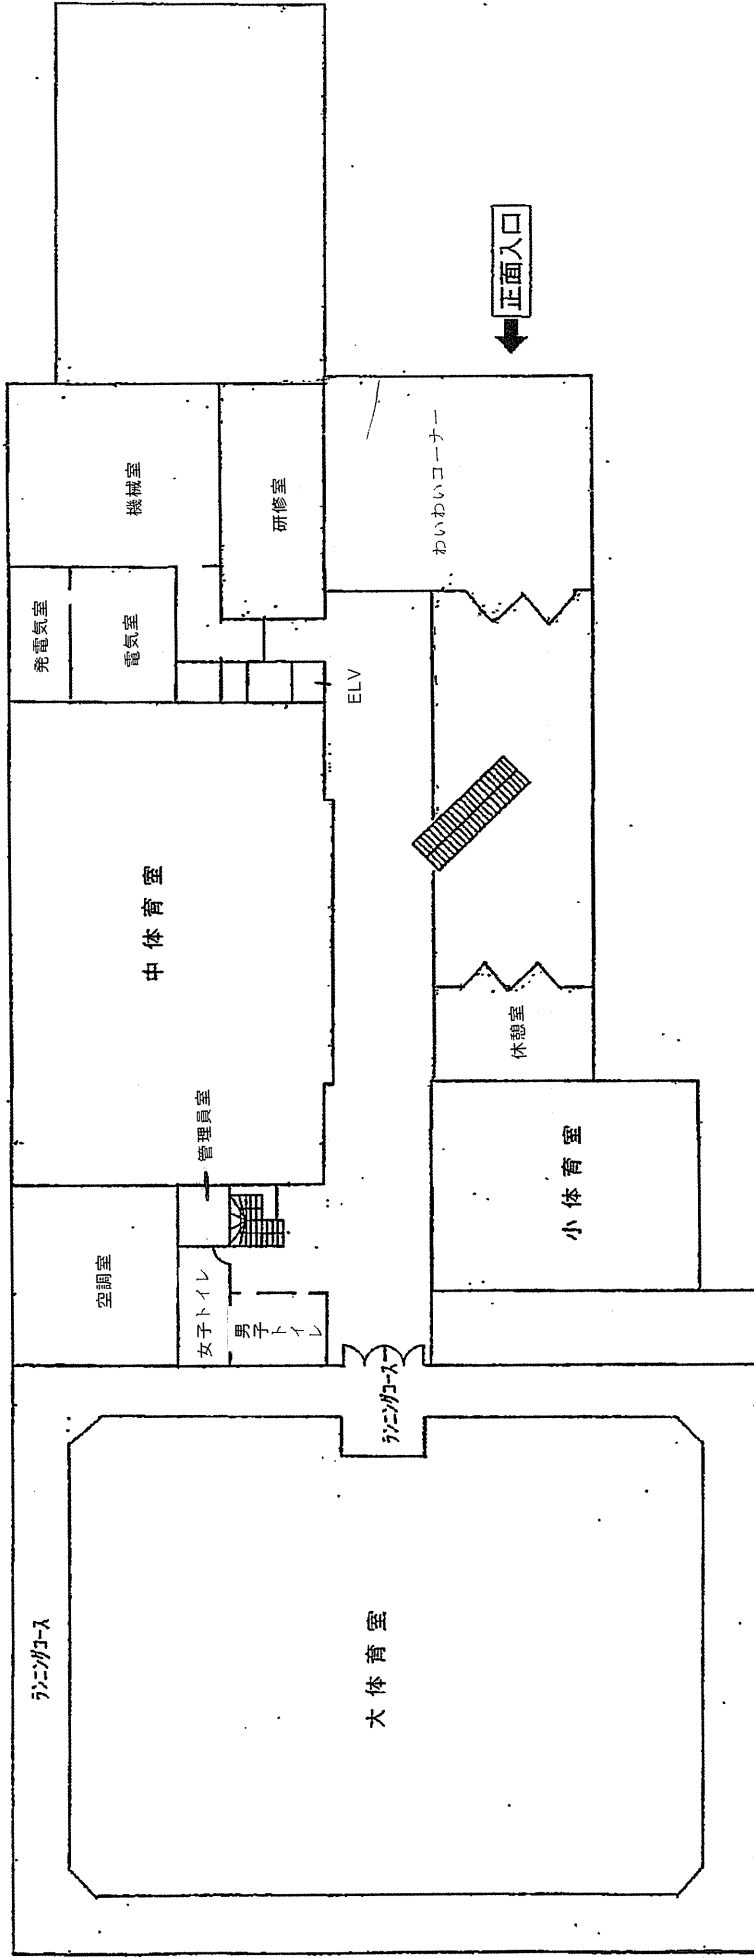 正面入口
機械室
研修室
わいわいコーナー
発電気室
電気室
ELV
中体育室
休憩室
管理員室
小体育室
空調室
女子トイレ
男子
トイレ
ランニングコース
ランニングコース
大体育室